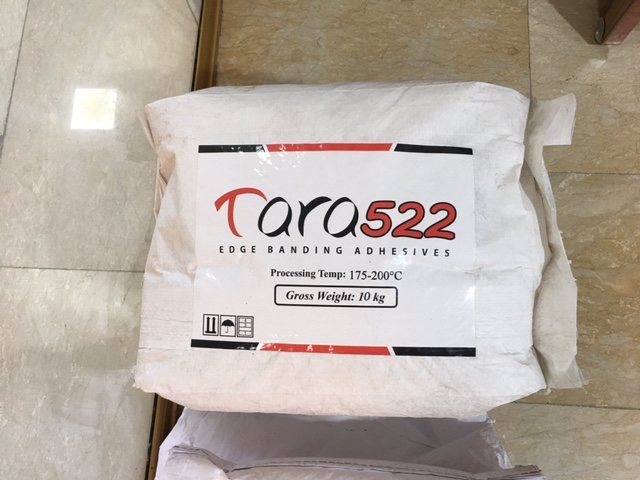 Tara522
EDGE BANDING ADHESIVES
Processing Temp: 175-200°C
Gross Weight: 10 kg